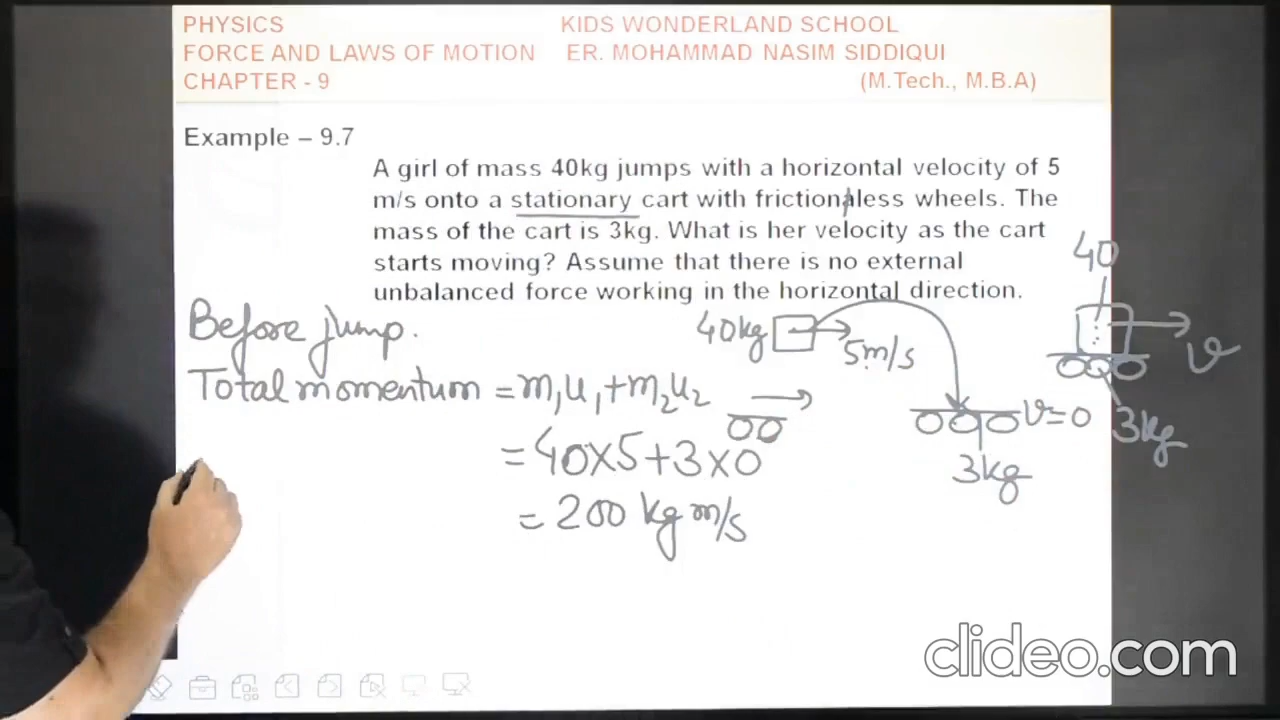 PHYSICS KIDS WONDERLAND SCHOOL
FORCE AND LAWS OF MOTION ER. MOHAMMAD NASIM SIDDIQUI
CHAPTER - 9 (M.Tech., M.B.A)
Example – 9.7
A girl of mass 40kg jumps with a horizontal velocity of 5
m/s onto a stationary cart with frictionless wheels. The
mass of the cart is 3kg. What is her velocity as the cart
starts moving? Assume that there is no external
unbalanced force working in the horizontal direction.
40
v
3kg
40kg
5m/s
v=0
3kg
Before jump.
Total momentum = m₁u₁+m₂u₂
= 40×5+3×0
= 200 kg m/s
clideo.com